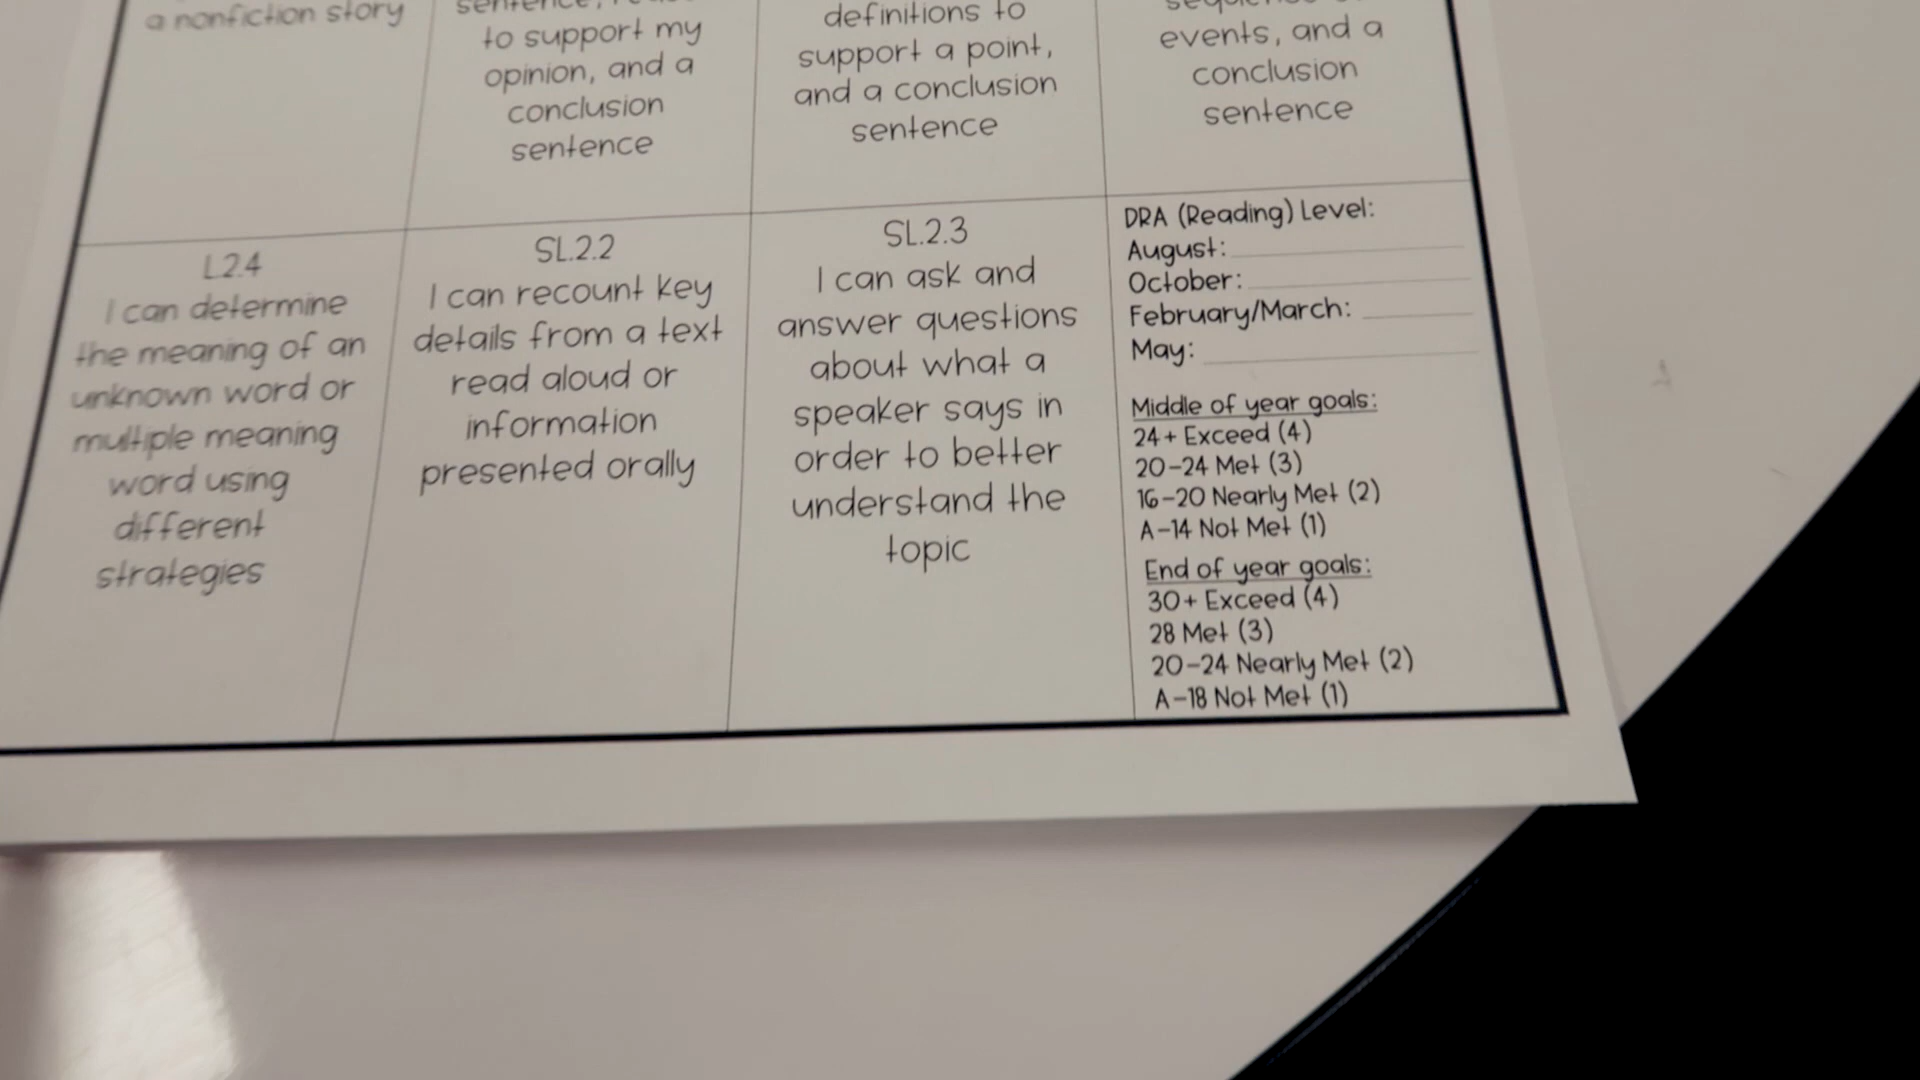 a nonfiction story
to support my
opinion, and a
conclusion
sentence
definitions to
support a point,
and a conclusion
sentence
events, and a
conclusion
sentence
L.2.4
I can determine
the meaning of an
unknown word or
multiple meaning
word using
different
strategies
SL.2.2
I can recount key
details from a text
read aloud or
information
presented orally
SL.2.3
I can ask and
answer questions
about what a
speaker says in
order to better
understand the
topic
DRA (Reading) Level:
August:
October:
February/March:
May:
Middle of year goals:
24+ Exceed (4)
20-24 Met (3)
16-20 Nearly Met (2)
A-14 Not Met (1)
End of year goals:
30+ Exceed (4)
28 Met (3)
20-24 Nearly Met (2)
A-18 Not Met (1)